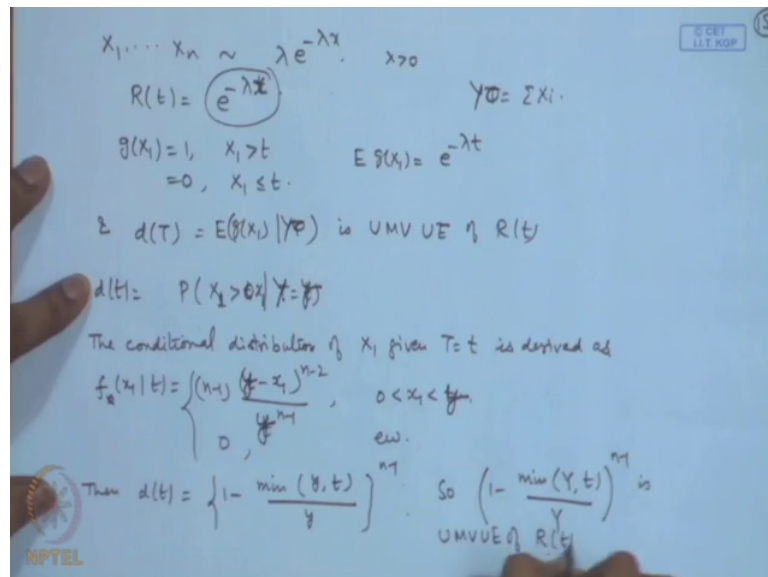 X₁, .... Xₙ ~ λe^{-λx}. x>0
© CET
I.I.T. KGP
R(t) = e^{-λt}
Y = ΣXi.
g(X₁) = 1, X₁ > t
E g(X₁) = e^{-λt}
= 0, X₁ ≤ t.
& d(T) = E(g(X₁) | Y) is UMVUE of R(t)
d(t) = P(X₁ > | Y =
The conditional distribution of X₁ given T = t is derived as
f(x₁|t) = { (n-1) (y - x₁)^{n-2} / y^{n-1}, 0 < x₁ < y.
0, ew.
Then d(t) = { 1 - min(y, t) / y }^{n-1}
So (1 - min(Y, t) / Y)^{n-1} is
UMVUE of R(t
NPTEL